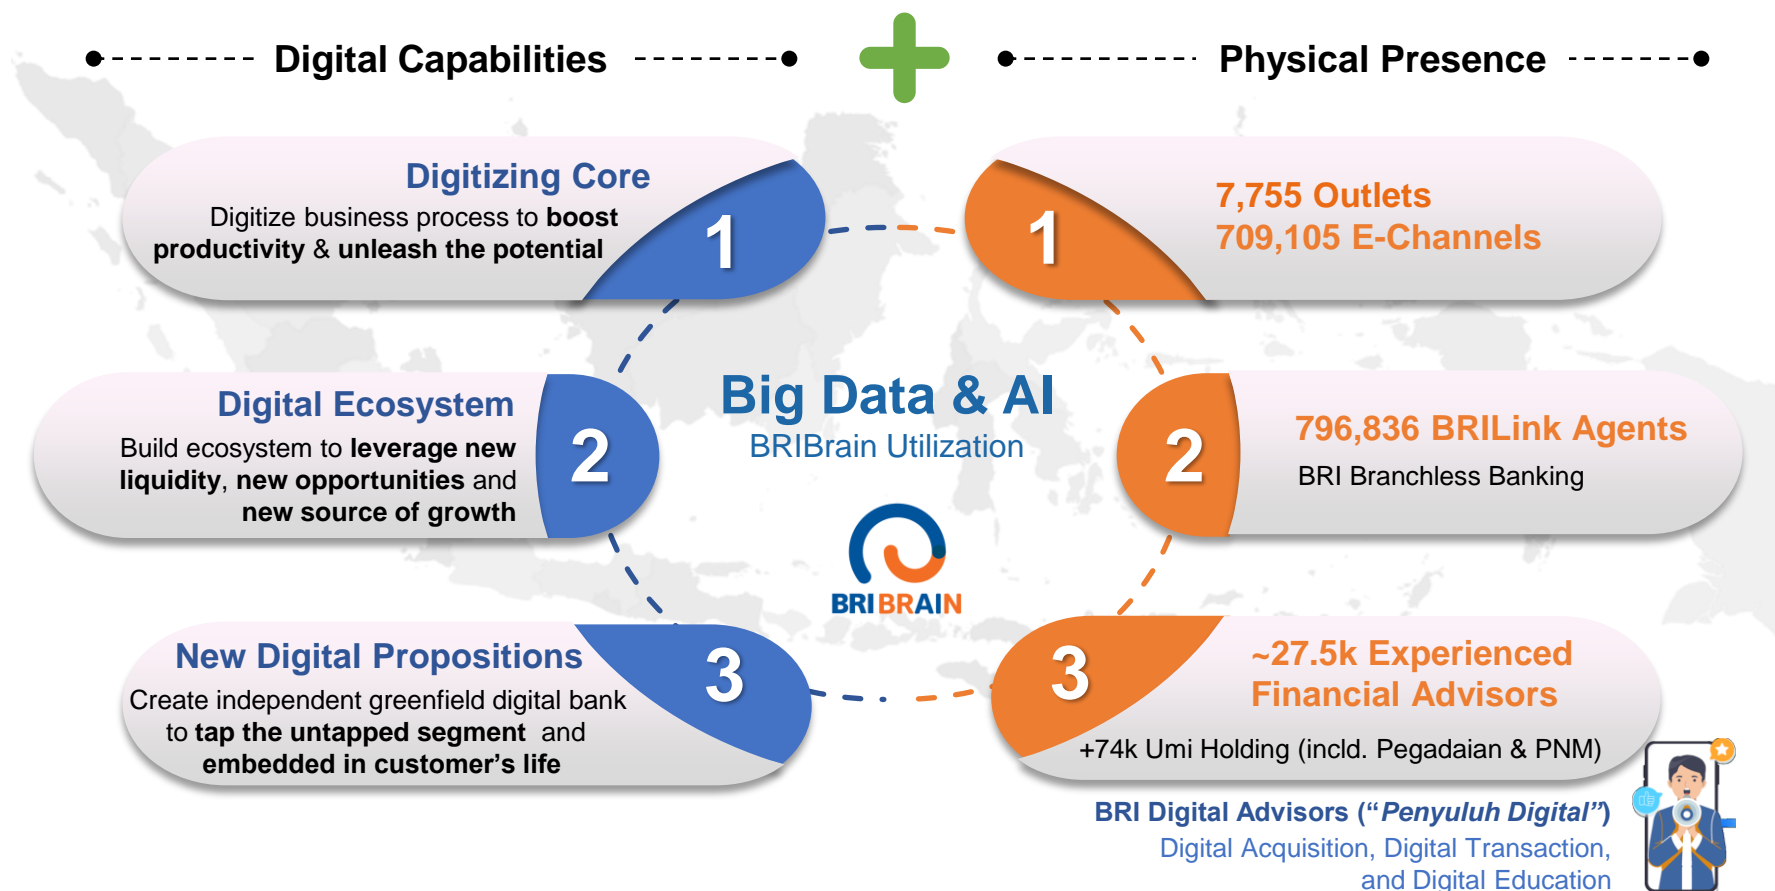 Digital Capabilities
Physical Presence
Digitizing Core
Digitize business process to boost
productivity & unleash the potential
1
Digital Ecosystem
Build ecosystem to leverage new
liquidity, new opportunities and
new source of growth
2
New Digital Propositions
Create independent greenfield digital bank
to tap the untapped segment and
embedded in customer’s life
3
Big Data & AI
BRIBrain Utilization
BRIBRAIN
1
7,755 Outlets
709,105 E-Channels
2
796,836 BRILink Agents
BRI Branchless Banking
3
~27.5k Experienced
Financial Advisors
+74k Umi Holding (incld. Pegadaian & PNM)
BRI Digital Advisors (“Penyuluh Digital”)
Digital Acquisition, Digital Transaction,
and Digital Education